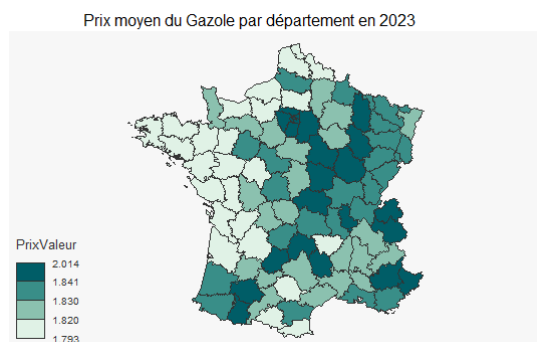 Prix moyen du Gazole par département en 2023
PrixValeur
2.014
1.841
1.830
1.820
1.793